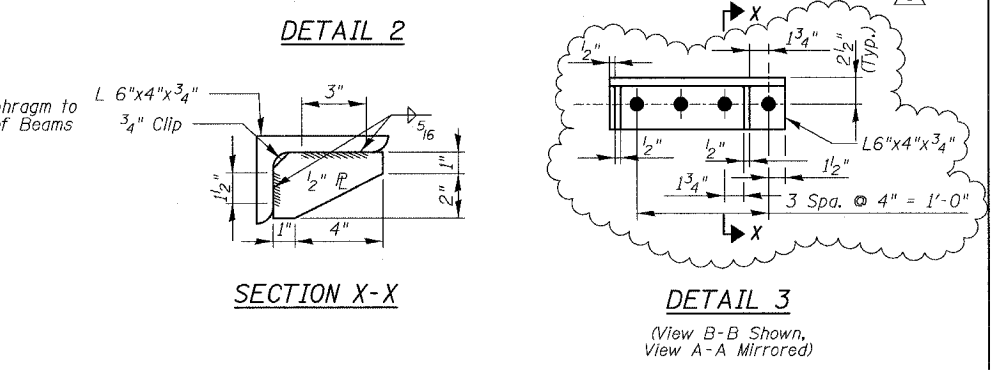 DETAIL 2
hragm to
of Beams
L 6"x4"x3/4"
3/4" Clip
3"
5/16
1/2" PL
1 1/2"
1"
2"
1"
4"
SECTION X-X
X
1 3/4"
2 1/2"
(Typ.)
1/2"
L6"x4"x3/4"
1/2"
1/2"
1 1/2"
1 3/4"
3 Spa. @ 4" = 1'-0"
X
DETAIL 3
(View B-B Shown,
View A-A Mirrored)